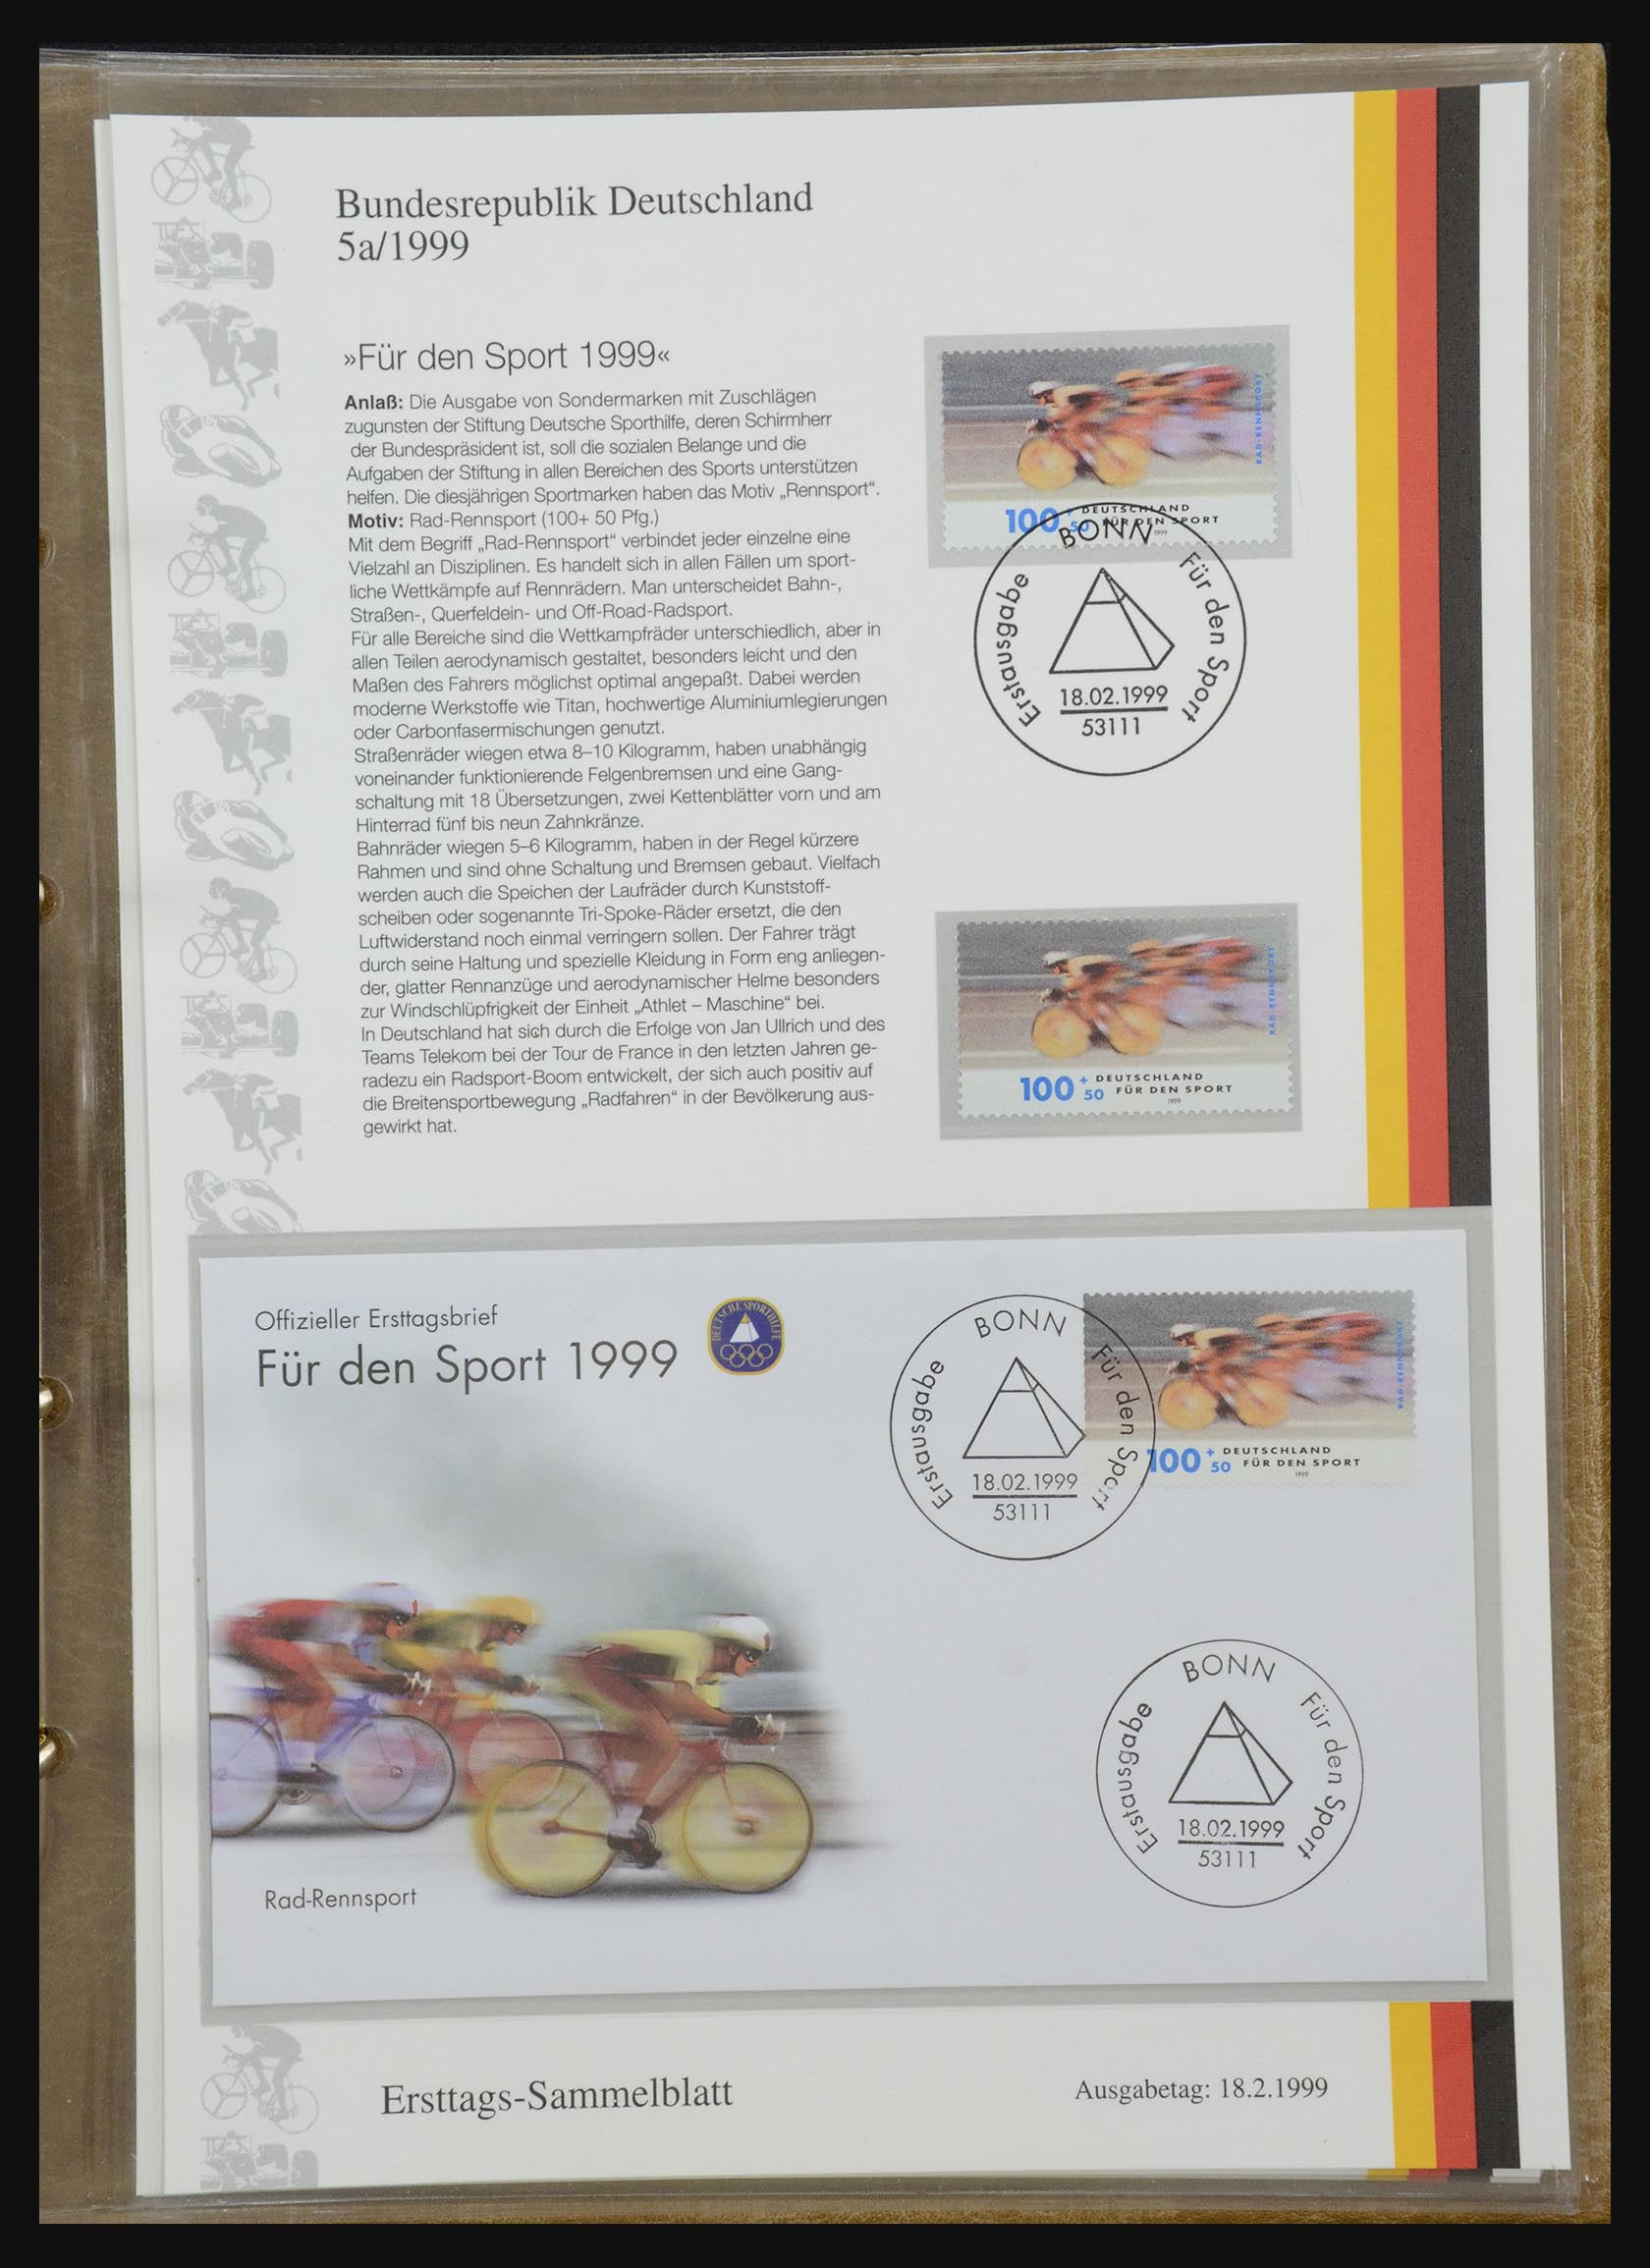 Bundesrepublik Deutschland
5a/1999
»Für den Sport 1999«
Anlaß: Die Ausgabe von Sondermarken mit Zuschlägen
zugunsten der Stiftung Deutsche Sporthilfe, deren Schirmherr
der Bundespräsident ist, soll die sozialen Belange und die
Aufgaben der Stiftung in allen Bereichen des Sports unterstützen
helfen. Die diesjährigen Sportmarken haben das Motiv „Rennsport“.
Motiv: Rad-Rennsport (100+ 50 Pfg.)
Mit dem Begriff „Rad-Rennsport“ verbindet jeder einzelne eine
Vielzahl an Disziplinen. Es handelt sich in allen Fällen um sport-
liche Wettkämpfe auf Rennrädern. Man unterscheidet Bahn-,
Straßen-, Querfeldein- und Off-Road-Radsport.
Für alle Bereiche sind die Wettkampfräder unterschiedlich, aber in
allen Teilen aerodynamisch gestaltet, besonders leicht und den
Maßen des Fahrers möglichst optimal angepaßt. Dabei werden
moderne Werkstoffe wie Titan, hochwertige Aluminiumlegierungen
oder Carbonfasermischungen genutzt.
Straßenräder wiegen etwa 8–10 Kilogramm, haben unabhängig
voneinander funktionierende Felgenbremsen und eine Gang-
schaltung mit 18 Übersetzungen, zwei Kettenblätter vorn und am
Hinterrad fünf bis neun Zahnkränze.
Bahnräder wiegen 5–6 Kilogramm, haben in der Regel kürzere
Rahmen und sind ohne Schaltung und Bremsen gebaut. Vielfach
werden auch die Speichen der Laufräder durch Kunststoff-
scheiben oder sogenannte Tri-Spoke-Räder ersetzt, die den
Luftwiderstand noch einmal verringern sollen. Der Fahrer trägt
durch seine Haltung und spezielle Kleidung in Form eng anliegen-
der, glatter Rennanzüge und aerodynamischer Helme besonders
zur Windschlüpfrigkeit der Einheit „Athlet – Maschine“ bei.
In Deutschland hat sich durch die Erfolge von Jan Ullrich und des
Teams Telekom bei der Tour de France in den letzten Jahren ge-
radezu ein Radsport-Boom entwickelt, der sich auch positiv auf
die Breitensportbewegung „Radfahren“ in der Bevölkerung aus-
gewirkt hat.
RAD-RENNSPORT
100 + 50 DEUTSCHLAND
FÜR DEN SPORT
1999
BONN
Erstausgabe
Für den Sport
18.02.1999
53111
RAD-RENNSPORT
100 + 50 DEUTSCHLAND
FÜR DEN SPORT
1999
Offizieller Ersttagsbrief
Für den Sport 1999
DEUTSCHE SPORTHILFE
BONN
Erstausgabe
Für den Sport
18.02.1999
53111
RAD-RENNSPORT
100 + 50 DEUTSCHLAND
FÜR DEN SPORT
1999
BONN
Erstausgabe
Für den Sport
18.02.1999
53111
Rad-Rennsport
Ersttags-Sammelblatt
Ausgabetag: 18.2.1999